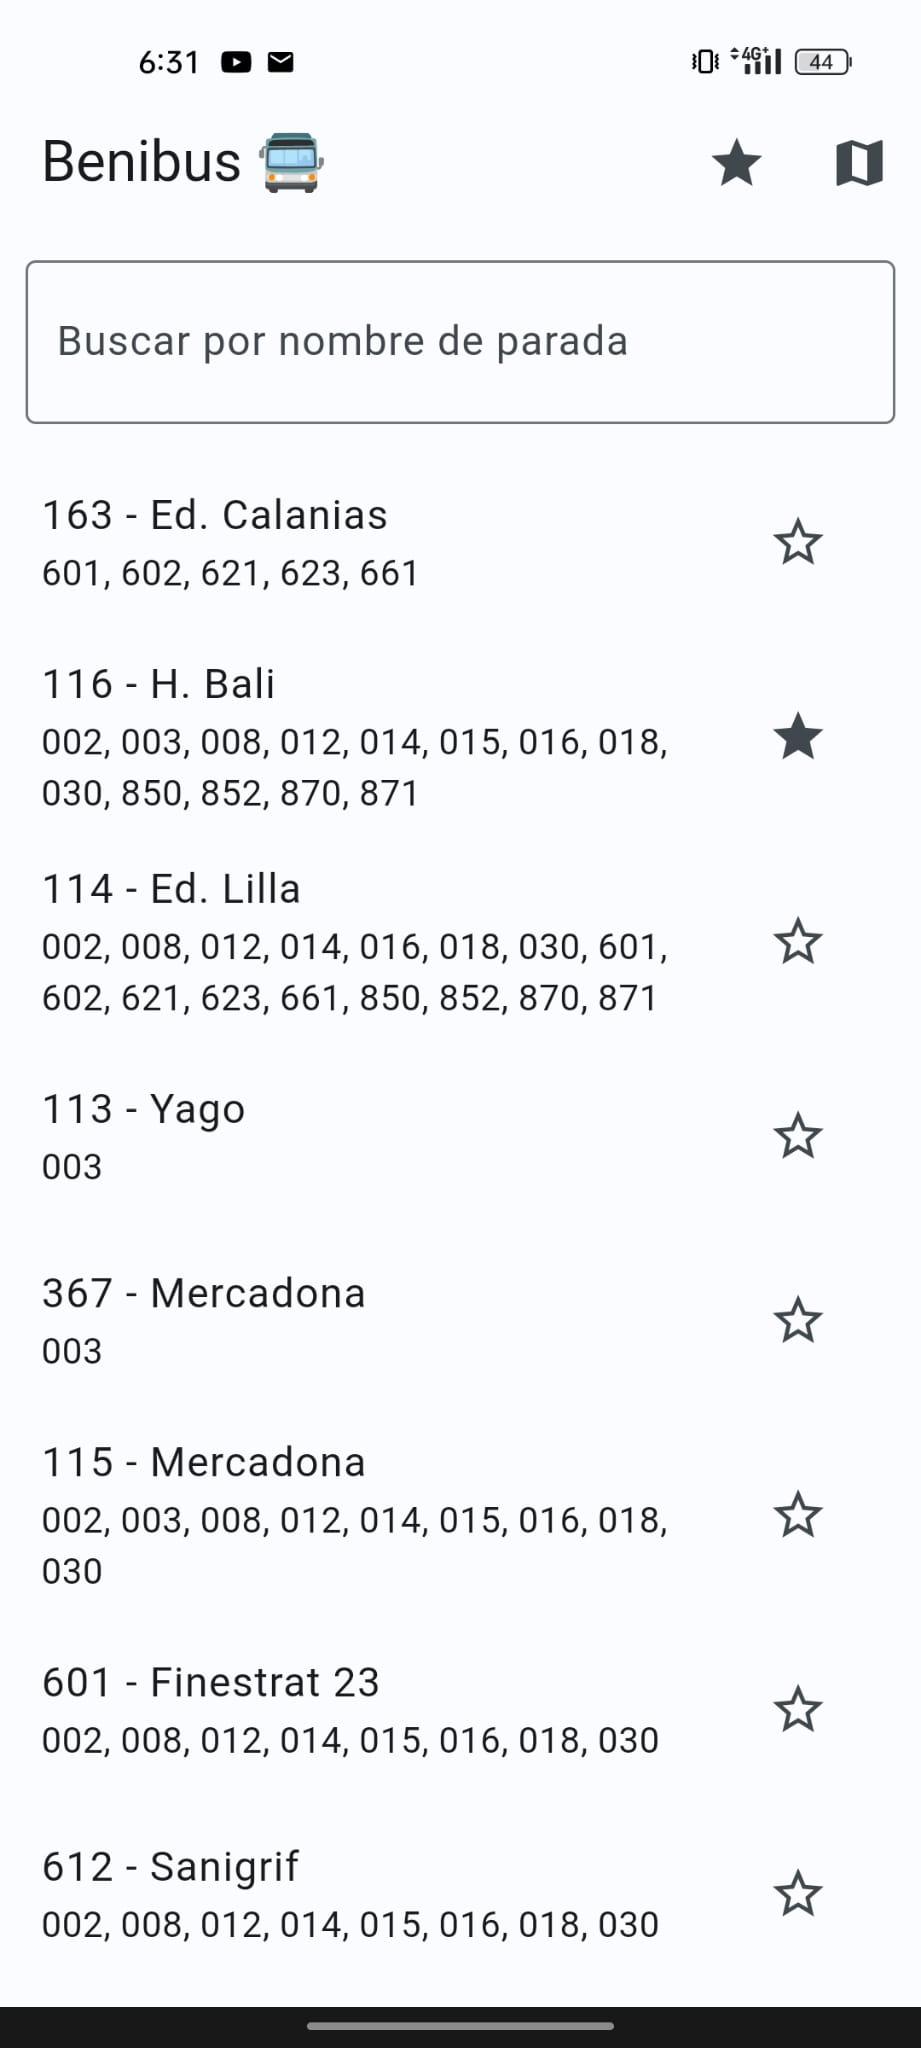 6:31
4G+
44
Benibus
Buscar por nombre de parada
163 - Ed. Calanias
601, 602, 621, 623, 661
116 - H. Bali
002, 003, 008, 012, 014, 015, 016, 018,
030, 850, 852, 870, 871
114 - Ed. Lilla
002, 008, 012, 014, 016, 018, 030, 601,
602, 621, 623, 661, 850, 852, 870, 871
113 - Yago
003
367 - Mercadona
003
115 - Mercadona
002, 003, 008, 012, 014, 015, 016, 018,
030
601 - Finestrat 23
002, 008, 012, 014, 015, 016, 018, 030
612 - Sanigrif
002, 008, 012, 014, 015, 016, 018, 030